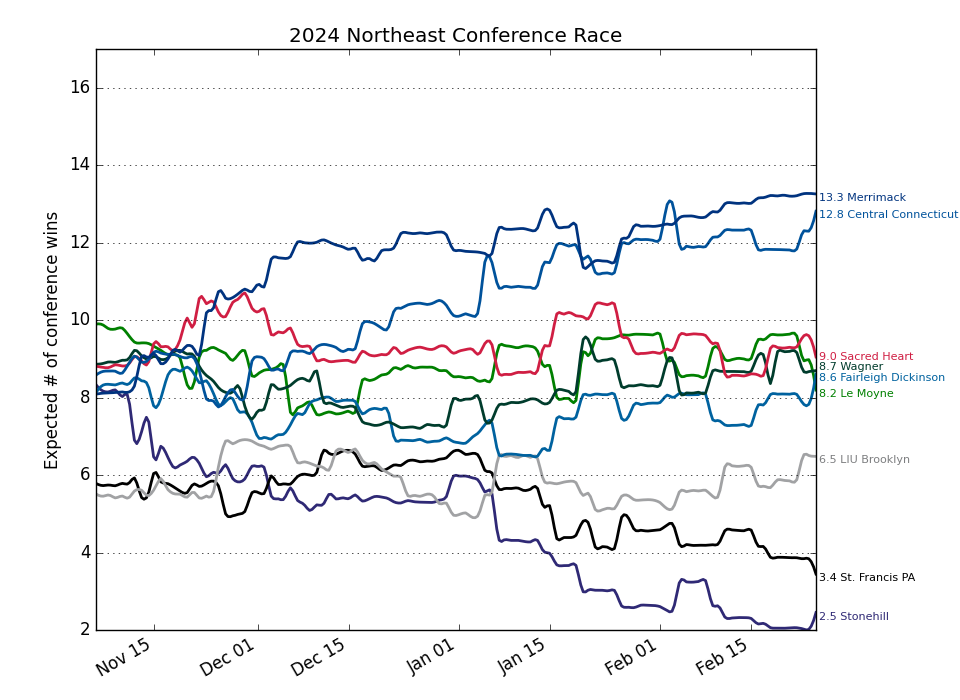 2024 Northeast Conference Race
Expected # of conference wins
16
14
12
10
8
6
4
2
Nov 15
Dec 01
Dec 15
Jan 01
Jan 15
Feb 01
Feb 15
13.3 Merrimack
12.8 Central Connecticut
9.0 Sacred Heart
8.7 Wagner
8.6 Fairleigh Dickinson
8.2 Le Moyne
6.5 LIU Brooklyn
3.4 St. Francis PA
2.5 Stonehill